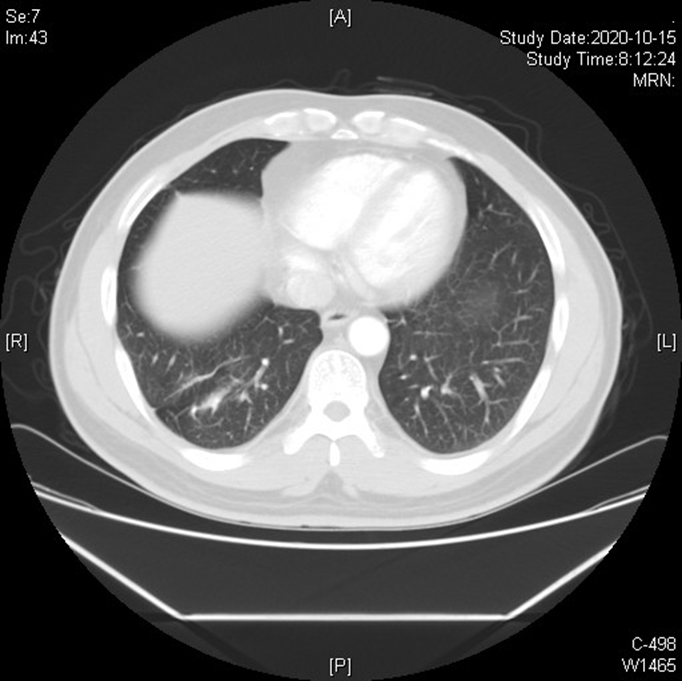 Se:7
Im:43
[A]
.
Study Date:2020-10-15
Study Time:8:12:24
MRN:
[R]
[L]
[P]
C-498
W1465